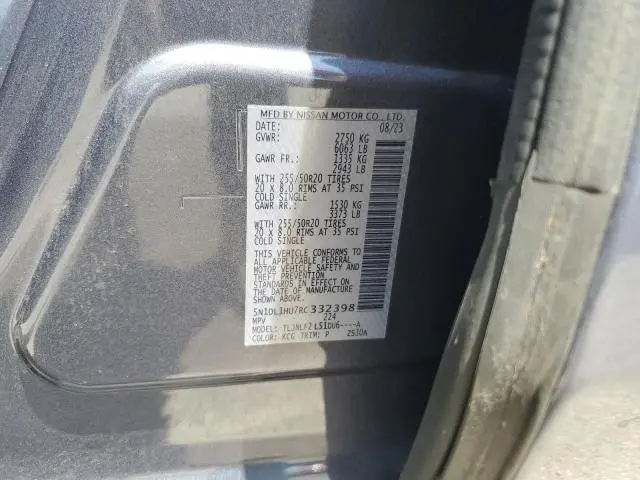 MFD BY NISSAN MOTOR CO., LTD.
DATE: 08/23
GVWR: 2750 KG
6063 LB
GAWR FR.: 1335 KG
2943 LB
WITH 255/50R20 TIRES
20 x 8.0 RIMS AT 35 PSI
COLD SINGLE
GAWR RR.: 1530 KG
3373 LB
WITH 255/50R20 TIRES
20 x 8.0 RIMS AT 35 PSI
COLD SINGLE
THIS VEHICLE CONFORMS TO
ALL APPLICABLE FEDERAL
MOTOR VEHICLE SAFETY AND
THEFT PREVENTION
STANDARDS IN EFFECT ON
DATE OF MANUFACTURE SHOWN
ABOVE:
5N1DL1HU7RC332398
MPV 224
MODEL: TLJNLF2 L51DU6----A
COLOR: KCG TRIM: P ZS30A